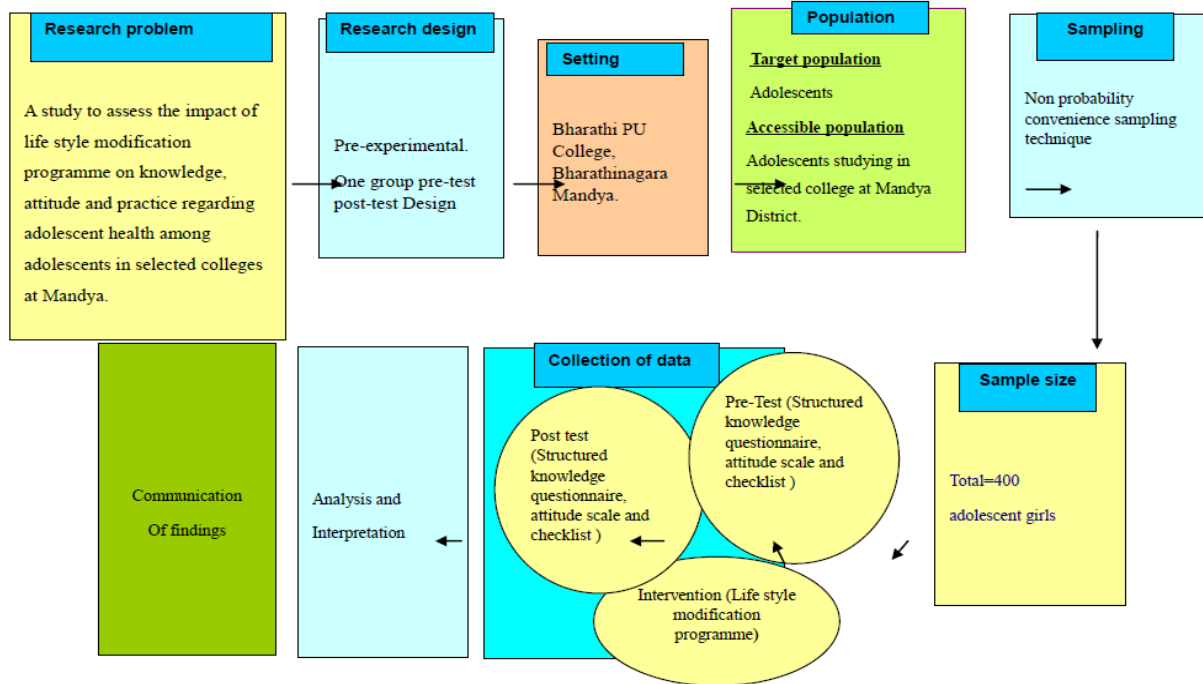 Research problem
A study to assess the impact of
life style modification
programme on knowledge,
attitude and practice regarding
adolescent health among
adolescents in selected colleges
at Mandya.
Research design
Pre-experimental.
One group pre-test
post-test Design
Setting
Bharathi PU
College,
Bharathinagara
Mandya.
Population
Target population
Adolescents
Accessible population
Adolescents studying in
selected college at Mandya
District.
Sampling
Non probability
convenience sampling
technique
Sample size
Total=400
adolescent girls
Collection of data
Pre-Test (Structured
knowledge
questionnaire,
attitude scale and
checklist )
Intervention (Life style
modification
programme)
Post test
(Structured
knowledge
questionnaire,
attitude scale and
checklist )
Analysis and
Interpretation
Communication
Of findings